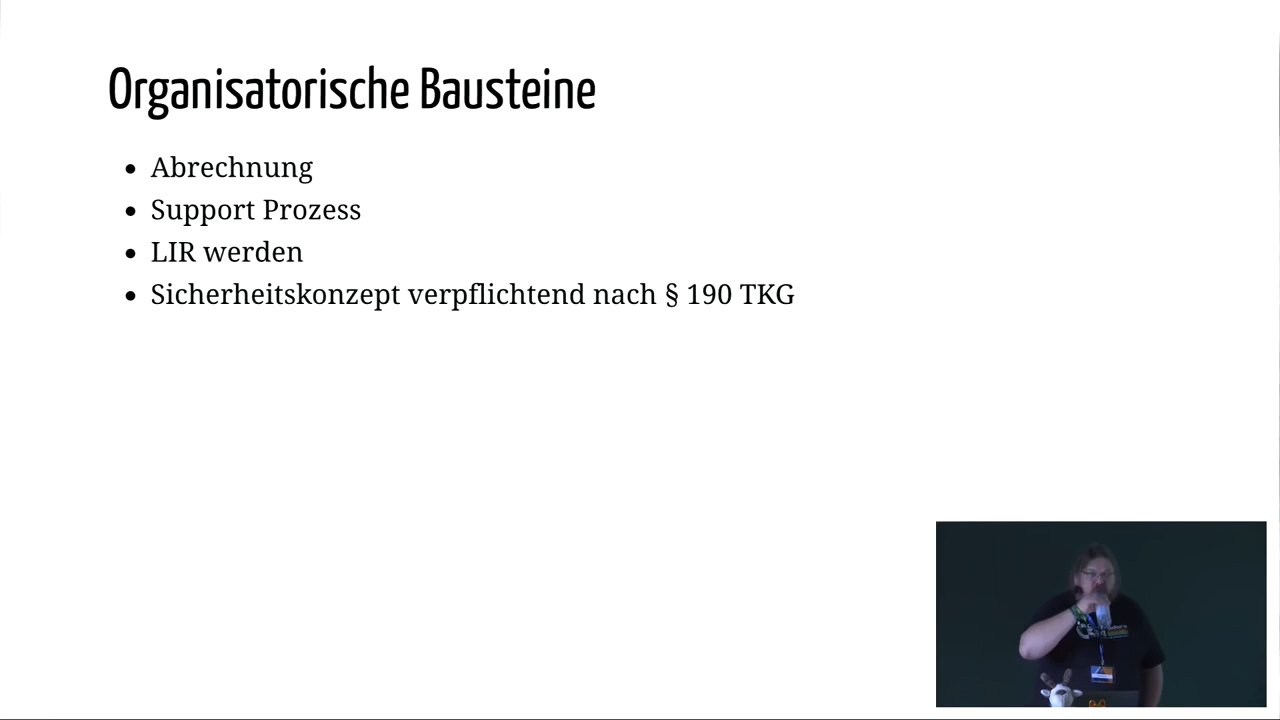 Organisatorische Bausteine
Abrechnung
Support Prozess
LIR werden
Sicherheitskonzept verpflichtend nach § 190 TKG